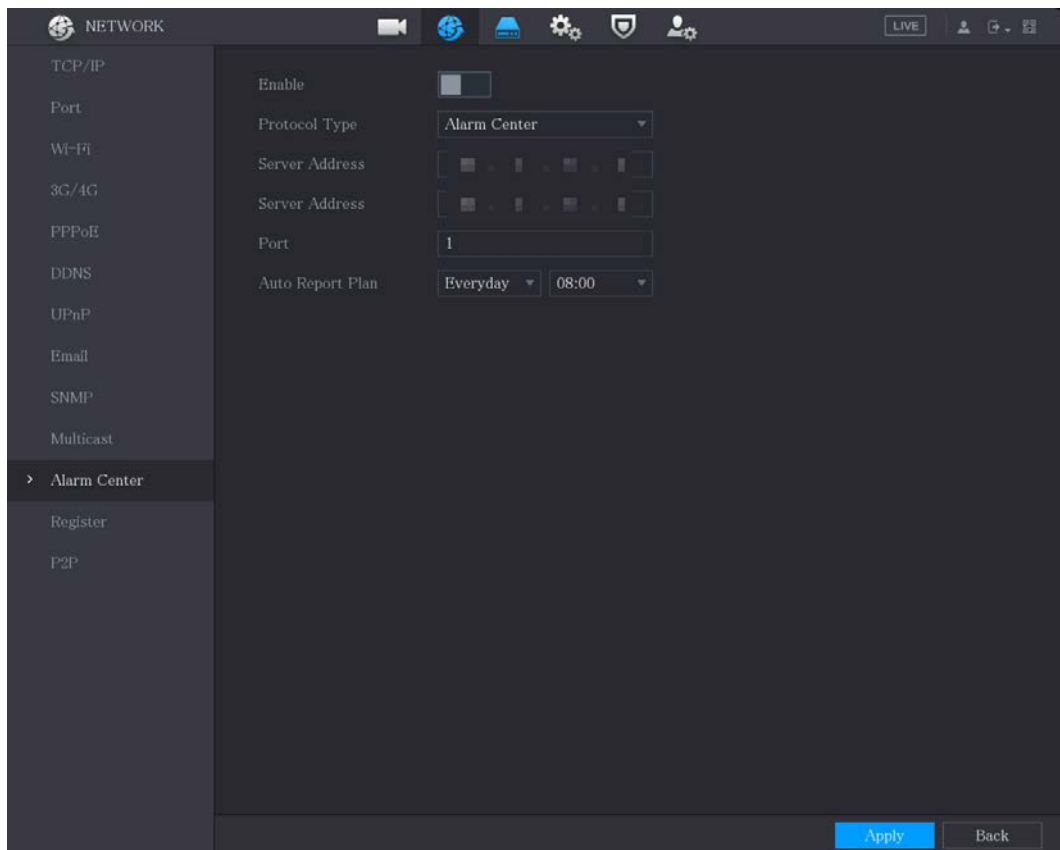 NETWORK
LIVE
TCP/IP
Port
Wi-Fi
3G/4G
PPPoE
DDNS
UPnP
Email
SNMP
Multicast
Alarm Center
Register
P2P
Enable
Protocol Type Alarm Center
Server Address
Server Address
Port 1
Auto Report Plan Everyday 08:00
Apply Back